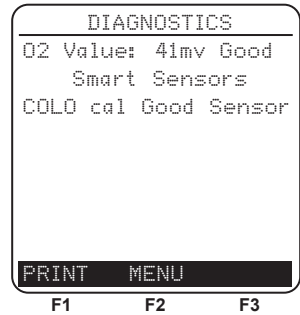 DIAGNOSTICS
O2 Value: 41mv Good
Smart Sensors
COLO cal Good Sensor
PRINT MENU
F1 F2 F3